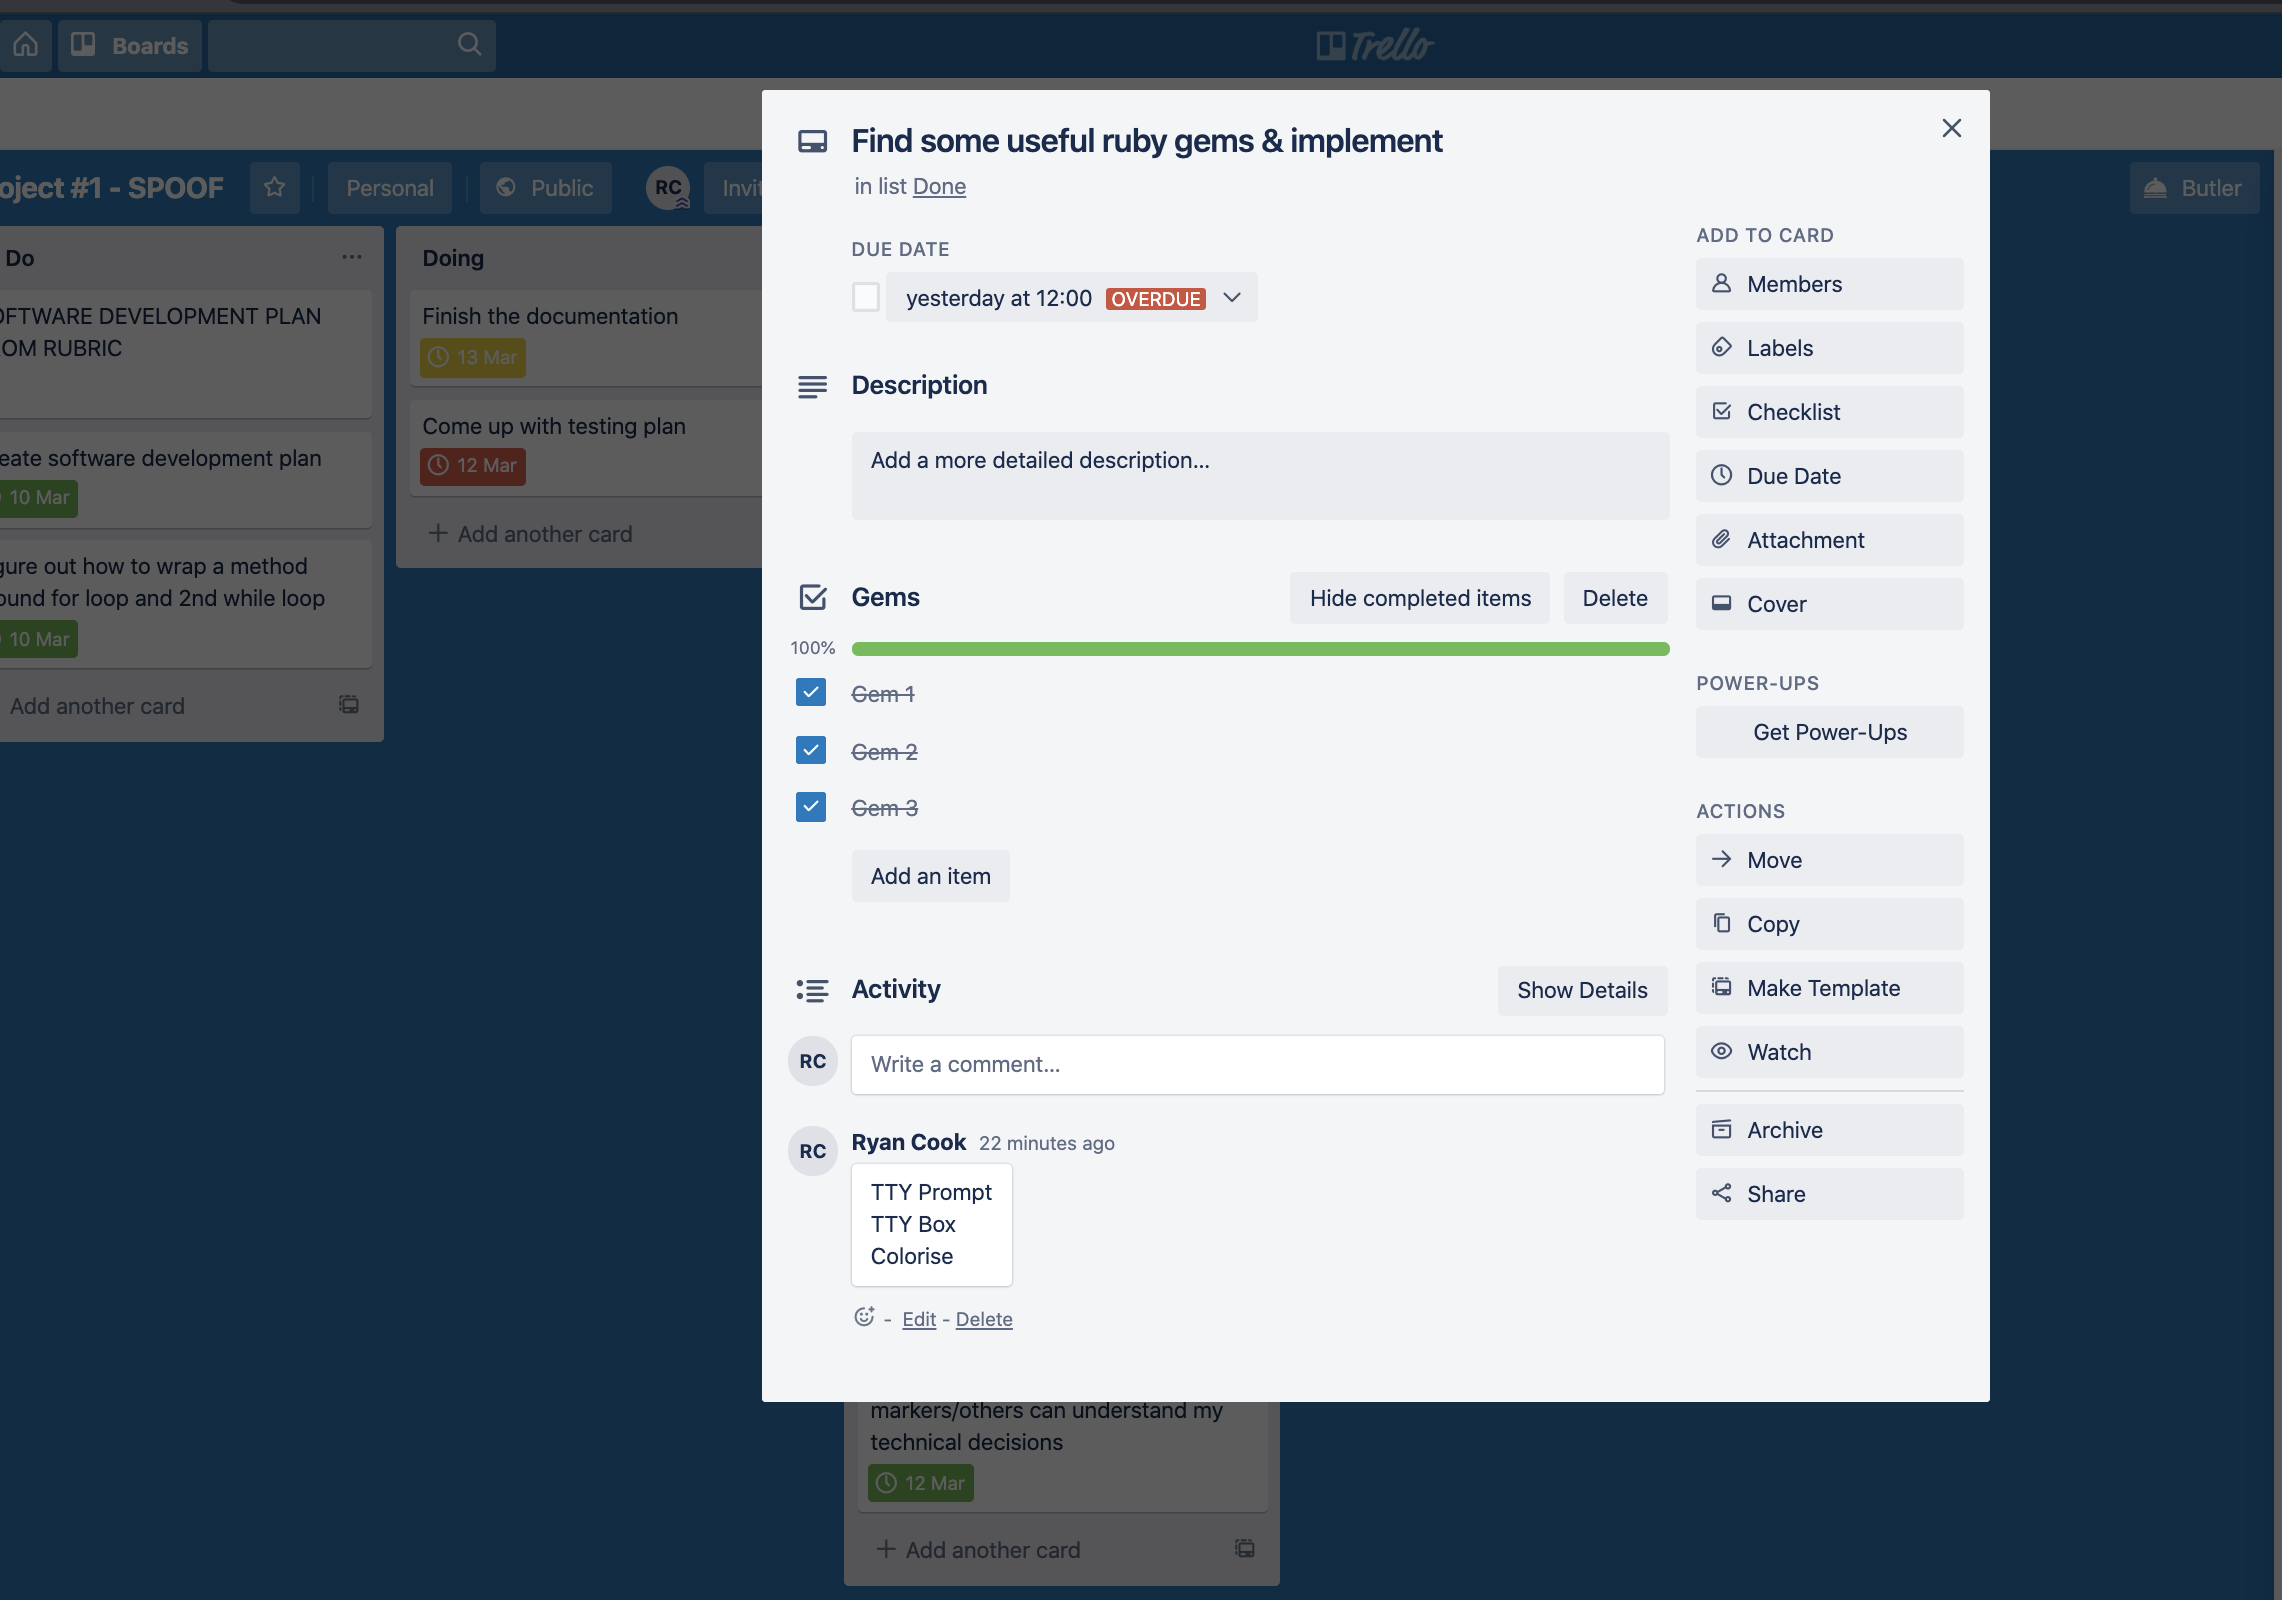 Boards
Trello
oject #1 - SPOOF
Personal
Public
RC
Invit
Butler
Do
OFTWARE DEVELOPMENT PLAN
OM RUBRIC
eate software development plan
10 Mar
gure out how to wrap a method
ound for loop and 2nd while loop
10 Mar
Add another card
Doing
Finish the documentation
13 Mar
Come up with testing plan
12 Mar
Add another card
Find some useful ruby gems & implement
in list Done
DUE DATE
yesterday at 12:00 OVERDUE
Description
Add a more detailed description...
Gems
Hide completed items
Delete
100%
Gem 1
Gem 2
Gem 3
Add an item
Activity
Show Details
RC
Write a comment...
RC
Ryan Cook 22 minutes ago
TTY Prompt
TTY Box
Colorise
- Edit - Delete
ADD TO CARD
Members
Labels
Checklist
Due Date
Attachment
Cover
POWER-UPS
Get Power-Ups
ACTIONS
Move
Copy
Make Template
Watch
Archive
Share
markers/others can understand my
technical decisions
12 Mar
Add another card